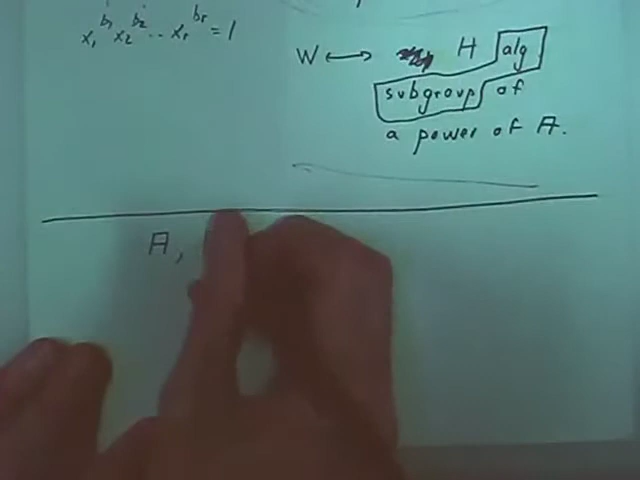 x₁^b₁ x₂^b₂ .. xᵣ^bᵣ = 1
W ⟷ H alg
subgroup of
a power of A.
A,